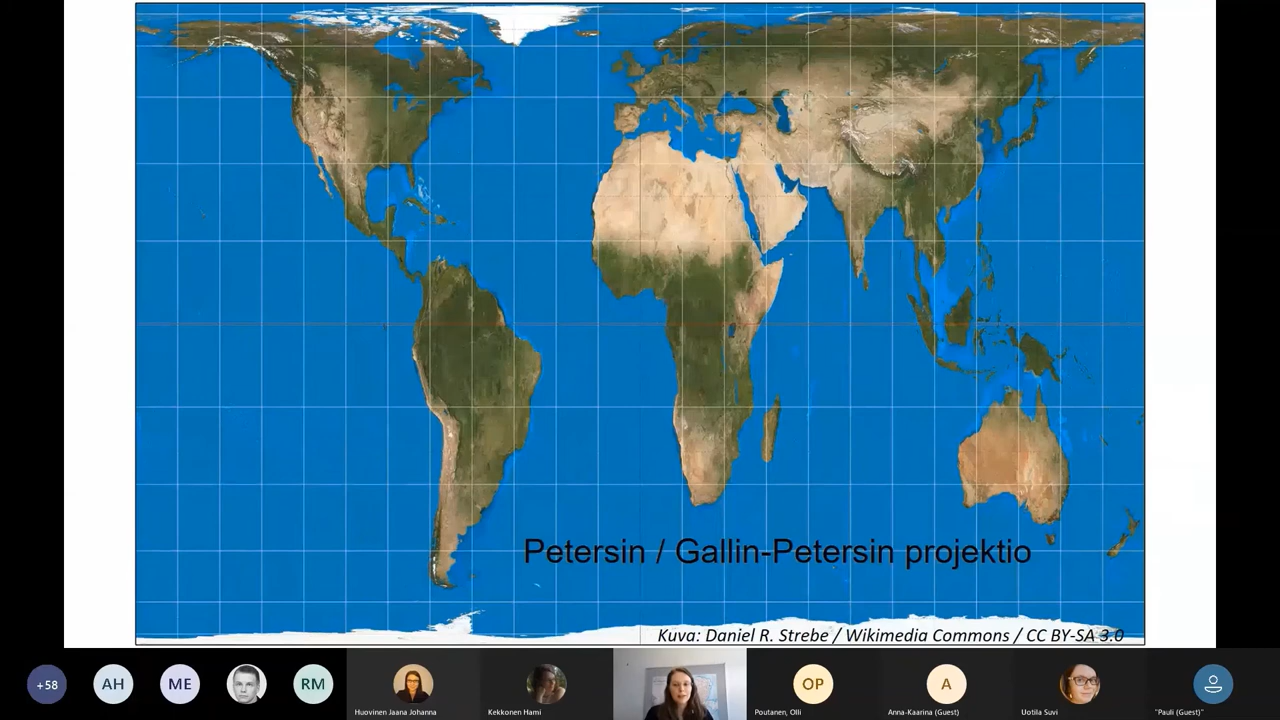 Petersin / Gallin-Petersin projektio
Kuva: Daniel R. Strebe / Wikimedia Commons / CC BY-SA 3.0
+58
AH
ME
RM
OP
A
Huovinen Jaana Johanna
Kekkonen Hami
Poutanen, Olli
Anna-Kaarina (Guest)
Uotila Suvi
"Pauli (Guest)"